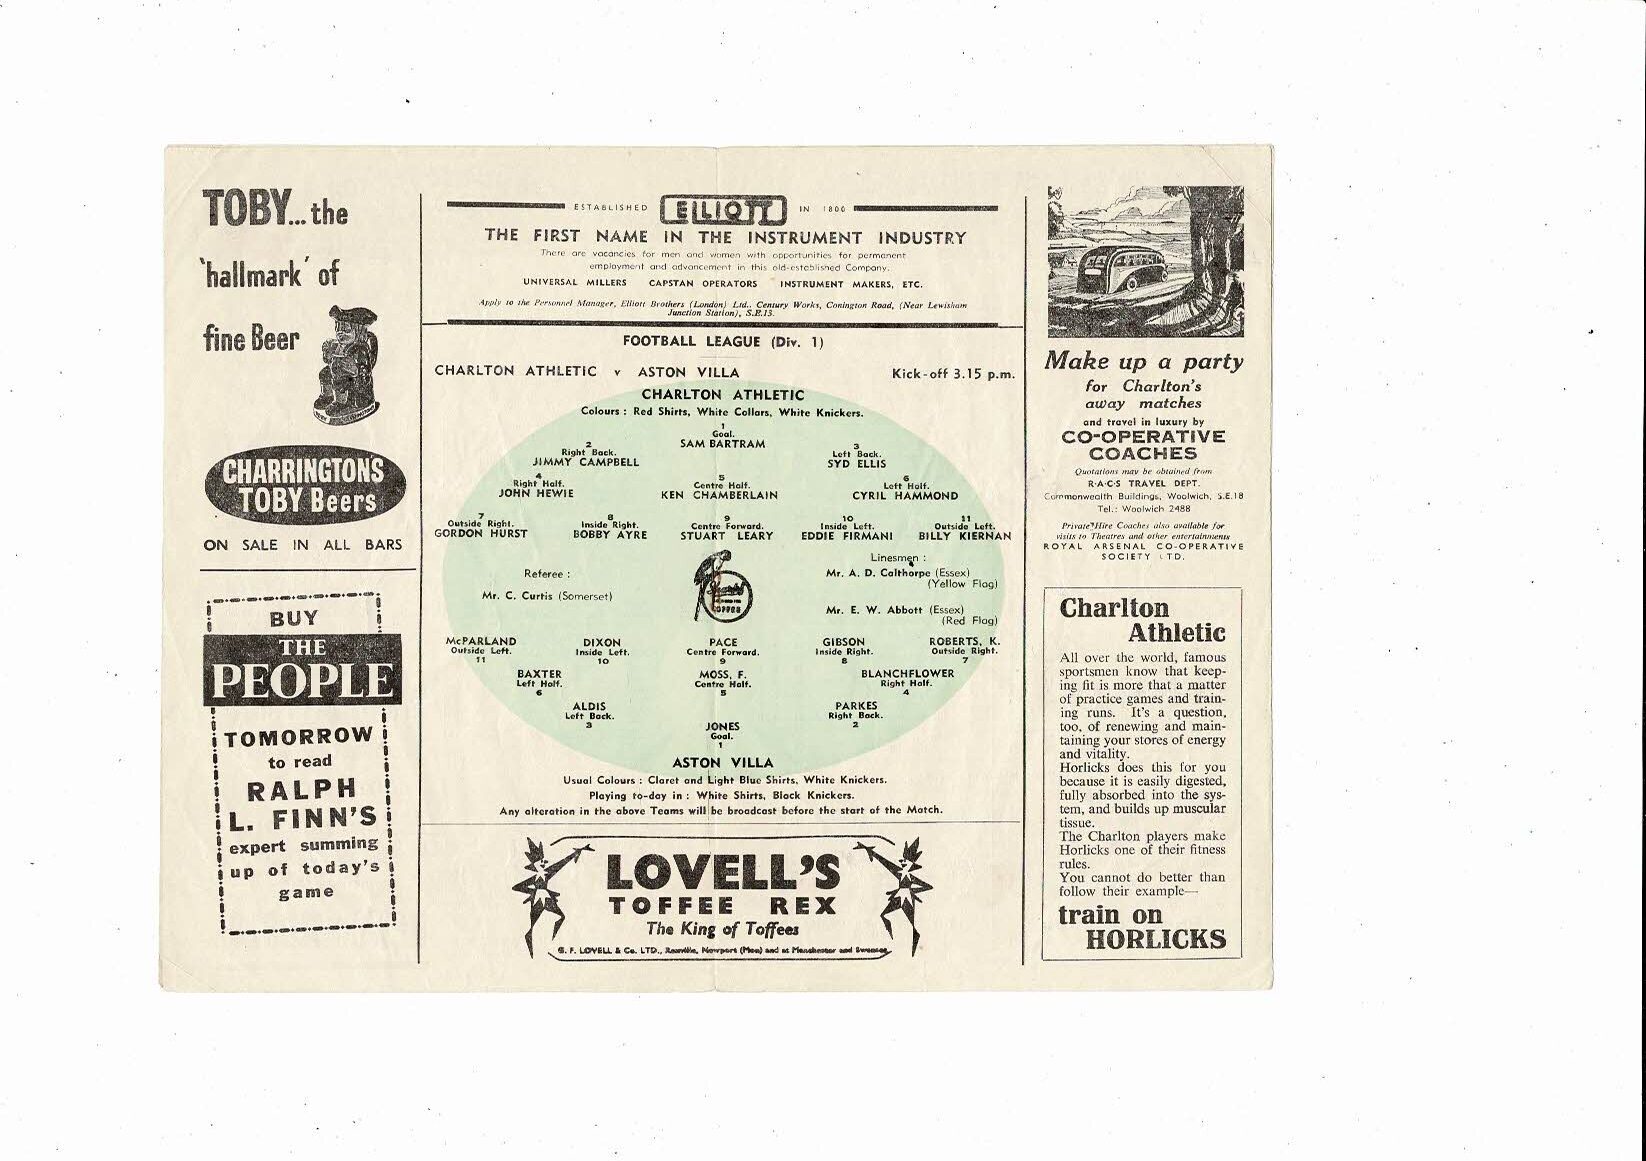 TOBY... the
'hallmark' of
fine Beer
CHARRINGTON'S
TOBY Beers
ON SALE IN ALL BARS
BUY
THE
PEOPLE
TOMORROW
to read
RALPH
L. FINN'S
expert summing
up of today's
game
ESTABLISHED ELLIOTT IN 1800
THE FIRST NAME IN THE INSTRUMENT INDUSTRY
There are vacancies for men and women with opportunities for permanent
employment and advancement in this old-established Company.
UNIVERSAL MILLERS CAPSTAN OPERATORS INSTRUMENT MAKERS, ETC.
Apply to the Personnel Manager, Elliott Brothers (London) Ltd., Century Works, Conington Road, (Near Lewisham
Junction Station), S.E.13.
FOOTBALL LEAGUE (Div. 1)
CHARLTON ATHLETIC v ASTON VILLA Kick-off 3.15 p.m.
CHARLTON ATHLETIC
Colours : Red Shirts, White Collars, White Knickers.
1
Goal.
SAM BARTRAM
2 3
Right Back. Left Back.
JIMMY CAMPBELL SYD ELLIS
4 5 6
Right Half. Centre Half. Left Half.
JOHN HEWIE KEN CHAMBERLAIN CYRIL HAMMOND
7 8 9 10 11
Outside Right. Inside Right. Centre Forward. Inside Left. Outside Left.
GORDON HURST BOBBY AYRE STUART LEARY EDDIE FIRMANI BILLY KIERNAN
Linesmen :
Referee : Mr. A. D. Calthorpe (Essex)
(Yellow Flag)
Mr. C. Curtis (Somerset)
Mr. E. W. Abbott (Essex)
(Red Flag)
COFFEE
McPARLAND DIXON PACE GIBSON ROBERTS, K.
Outside Left. Inside Left. Centre Forward. Inside Right. Outside Right.
11 10 9 8 7
BAXTER MOSS, F. BLANCHFLOWER
Left Half. Centre Half. Right Half.
6 5 4
ALDIS PARKES
Left Back. Right Back.
3 2
JONES
Goal.
1
ASTON VILLA
Usual Colours : Claret and Light Blue Shirts, White Knickers.
Playing to-day in : White Shirts, Black Knickers.
Any alteration in the above Teams will be broadcast before the start of the Match.
LOVELL'S
TOFFEE REX
The King of Toffees
G. F. LOVELL & Co. LTD., Rexville, Newport (Mon) and at Manchester and Swansea.
Make up a party
for Charlton's
away matches
and travel in luxury by
CO-OPERATIVE
COACHES
Quotations may be obtained from
R·A·C·S TRAVEL DEPT.
Commonwealth Buildings, Woolwich, S.E.18
Tel.: Woolwich 2488
Private Hire Coaches also available for
visits to Theatres and other entertainments
ROYAL ARSENAL CO-OPERATIVE
SOCIETY LTD.
Charlton
Athletic
All over the world, famous
sportsmen know that keep-
ing fit is more that a matter
of practice games and train-
ing runs. It's a question,
too, of renewing and main-
taining your stores of energy
and vitality.
Horlicks does this for you
because it is easily digested,
fully absorbed into the sys-
tem, and builds up muscular
tissue.
The Charlton players make
Horlicks one of their fitness
rules.
You cannot do better than
follow their example—
train on
HORLICKS